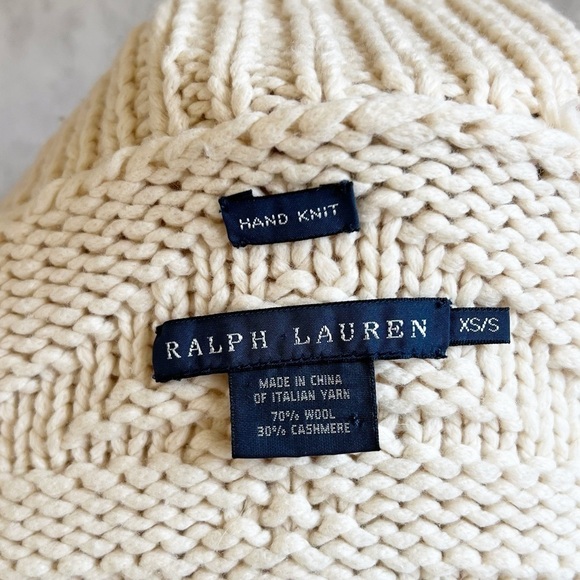 HAND KNIT
RALPH LAUREN
XS/S
MADE IN CHINA
OF ITALIAN YARN
70% WOOL
30% CASHMERE